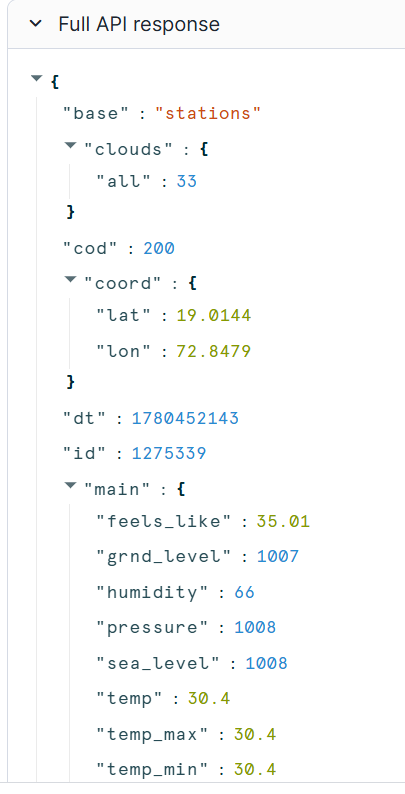 Full API response
{
"base" : "stations"
"clouds" : {
"all" : 33
}
"cod" : 200
"coord" : {
"lat" : 19.0144
"lon" : 72.8479
}
"dt" : 1780452143
"id" : 1275339
"main" : {
"feels_like" : 35.01
"grnd_level" : 1007
"humidity" : 66
"pressure" : 1008
"sea_level" : 1008
"temp" : 30.4
"temp_max" : 30.4
"temp_min" : 30.4